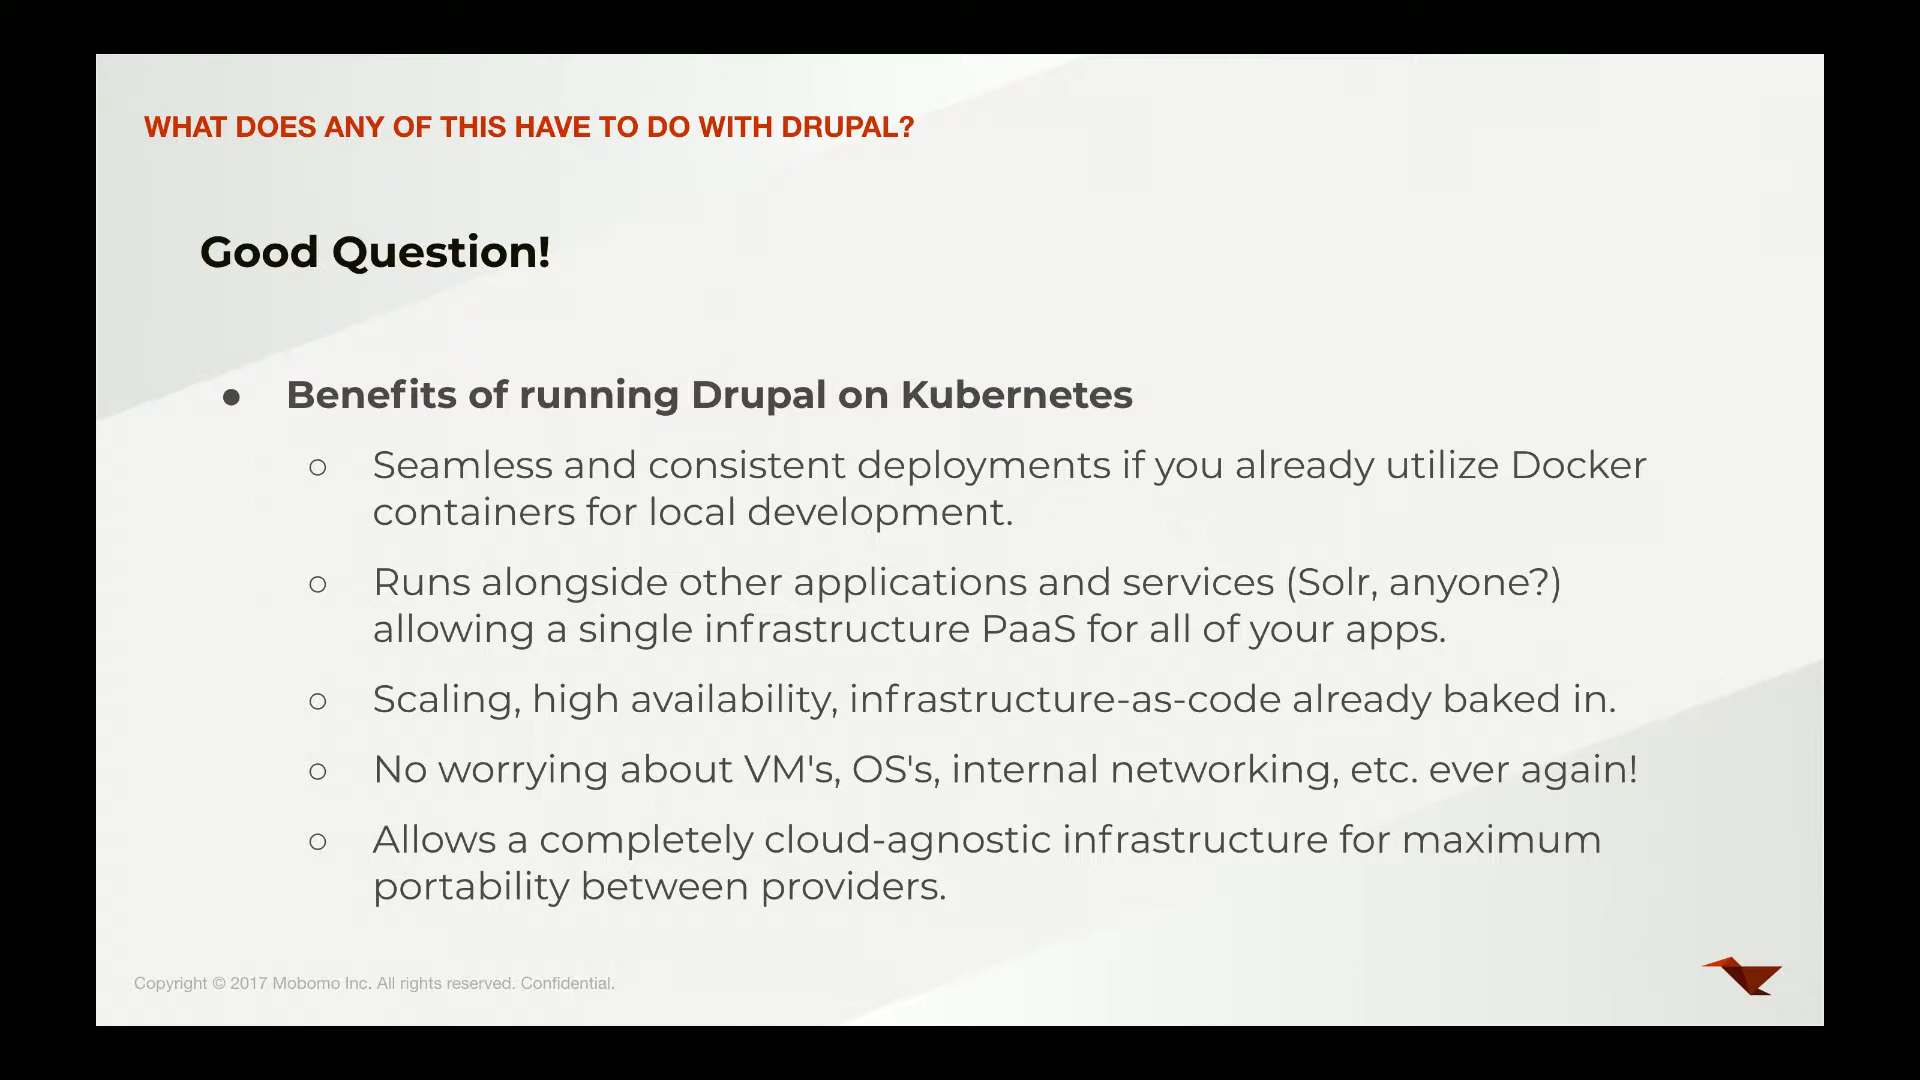 WHAT DOES ANY OF THIS HAVE TO DO WITH DRUPAL?
Good Question!
● Benefits of running Drupal on Kubernetes
○ Seamless and consistent deployments if you already utilize Docker
containers for local development.
○ Runs alongside other applications and services (Solr, anyone?)
allowing a single infrastructure PaaS for all of your apps.
○ Scaling, high availability, infrastructure-as-code already baked in.
○ No worrying about VM's, OS's, internal networking, etc. ever again!
○ Allows a completely cloud-agnostic infrastructure for maximum
portability between providers.
Copyright © 2017 Mobomo Inc. All rights reserved. Confidential.